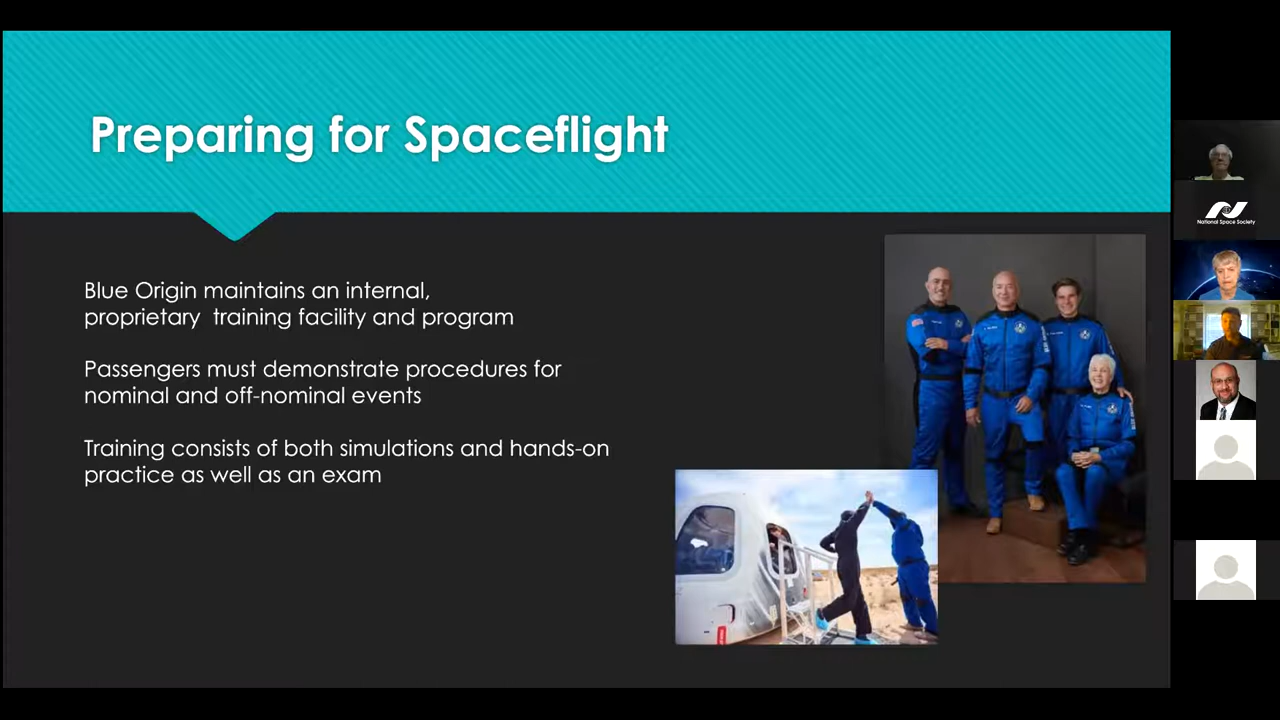 Preparing for Spaceflight
Blue Origin maintains an internal,
proprietary  training facility and program
Passengers must demonstrate procedures for
nominal and off-nominal events
Training consists of both simulations and hands-on
practice as well as an exam
National Space Society